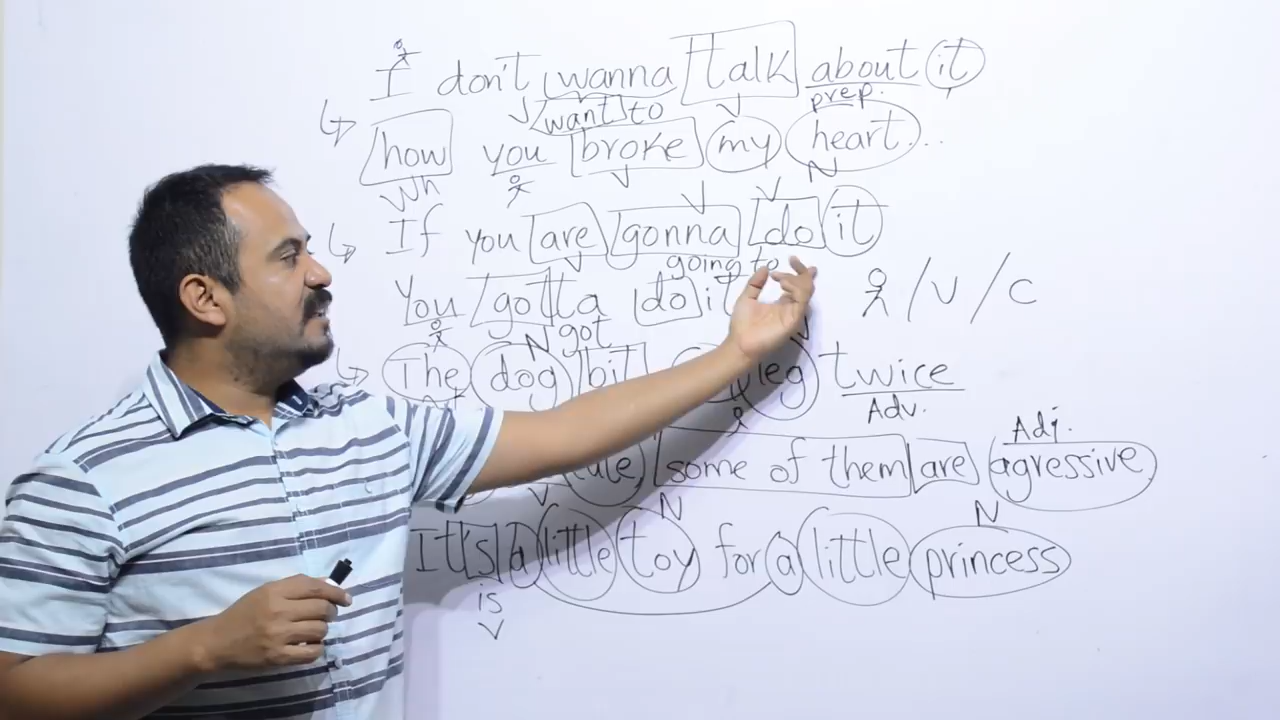 I don't wanna talk about it
prep.
want to
how you broke my heart...
Wh N
V V V V
If you are gonna do it
V going to
You gotta do it / V / C
N got
The dog bit leg twice
Adv.
Adj.
some of them are agressive
V N N
It's a little toy for a little princess
is
V